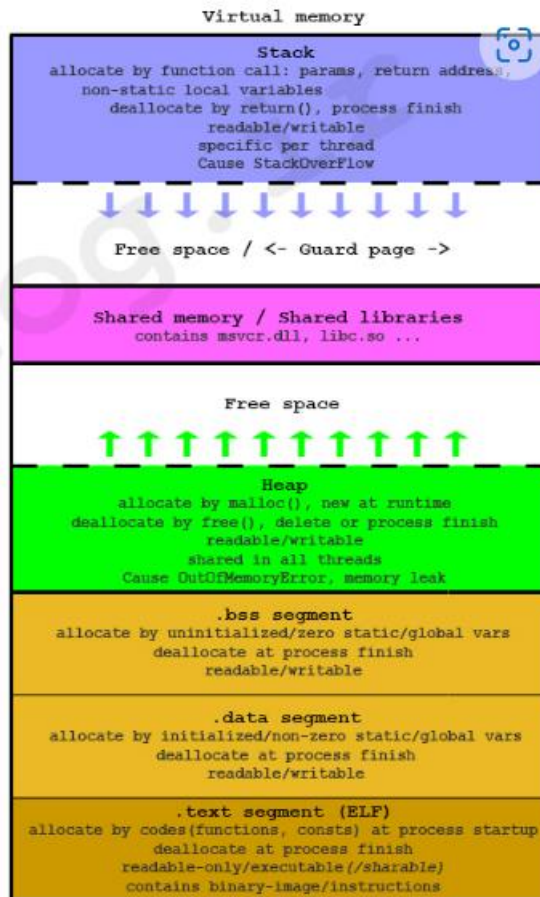 Virtual memory
Stack
allocate by function call: params, return address,
non-static local variables
deallocate by return(), process finish
readable/writable
specific per thread
Cause StackOverFlow
Free space / <- Guard page ->
Shared memory / Shared libraries
contains msvcr.dll, libc.so ...
Free space
Heap
allocate by malloc(), new at runtime
deallocate by free(), delete or process finish
readable/writable
shared in all threads
Cause OutOfMemoryError, memory leak
.bss segment
allocate by uninitialized/zero static/global vars
deallocate at process finish
readable/writable
.data segment
allocate by initialized/non-zero static/global vars
deallocate at process finish
readable/writable
.text segment (ELF)
allocate by codes(functions, consts) at process startup
deallocate at process finish
readable-only/executable(/sharable)
contains binary-image/instructions